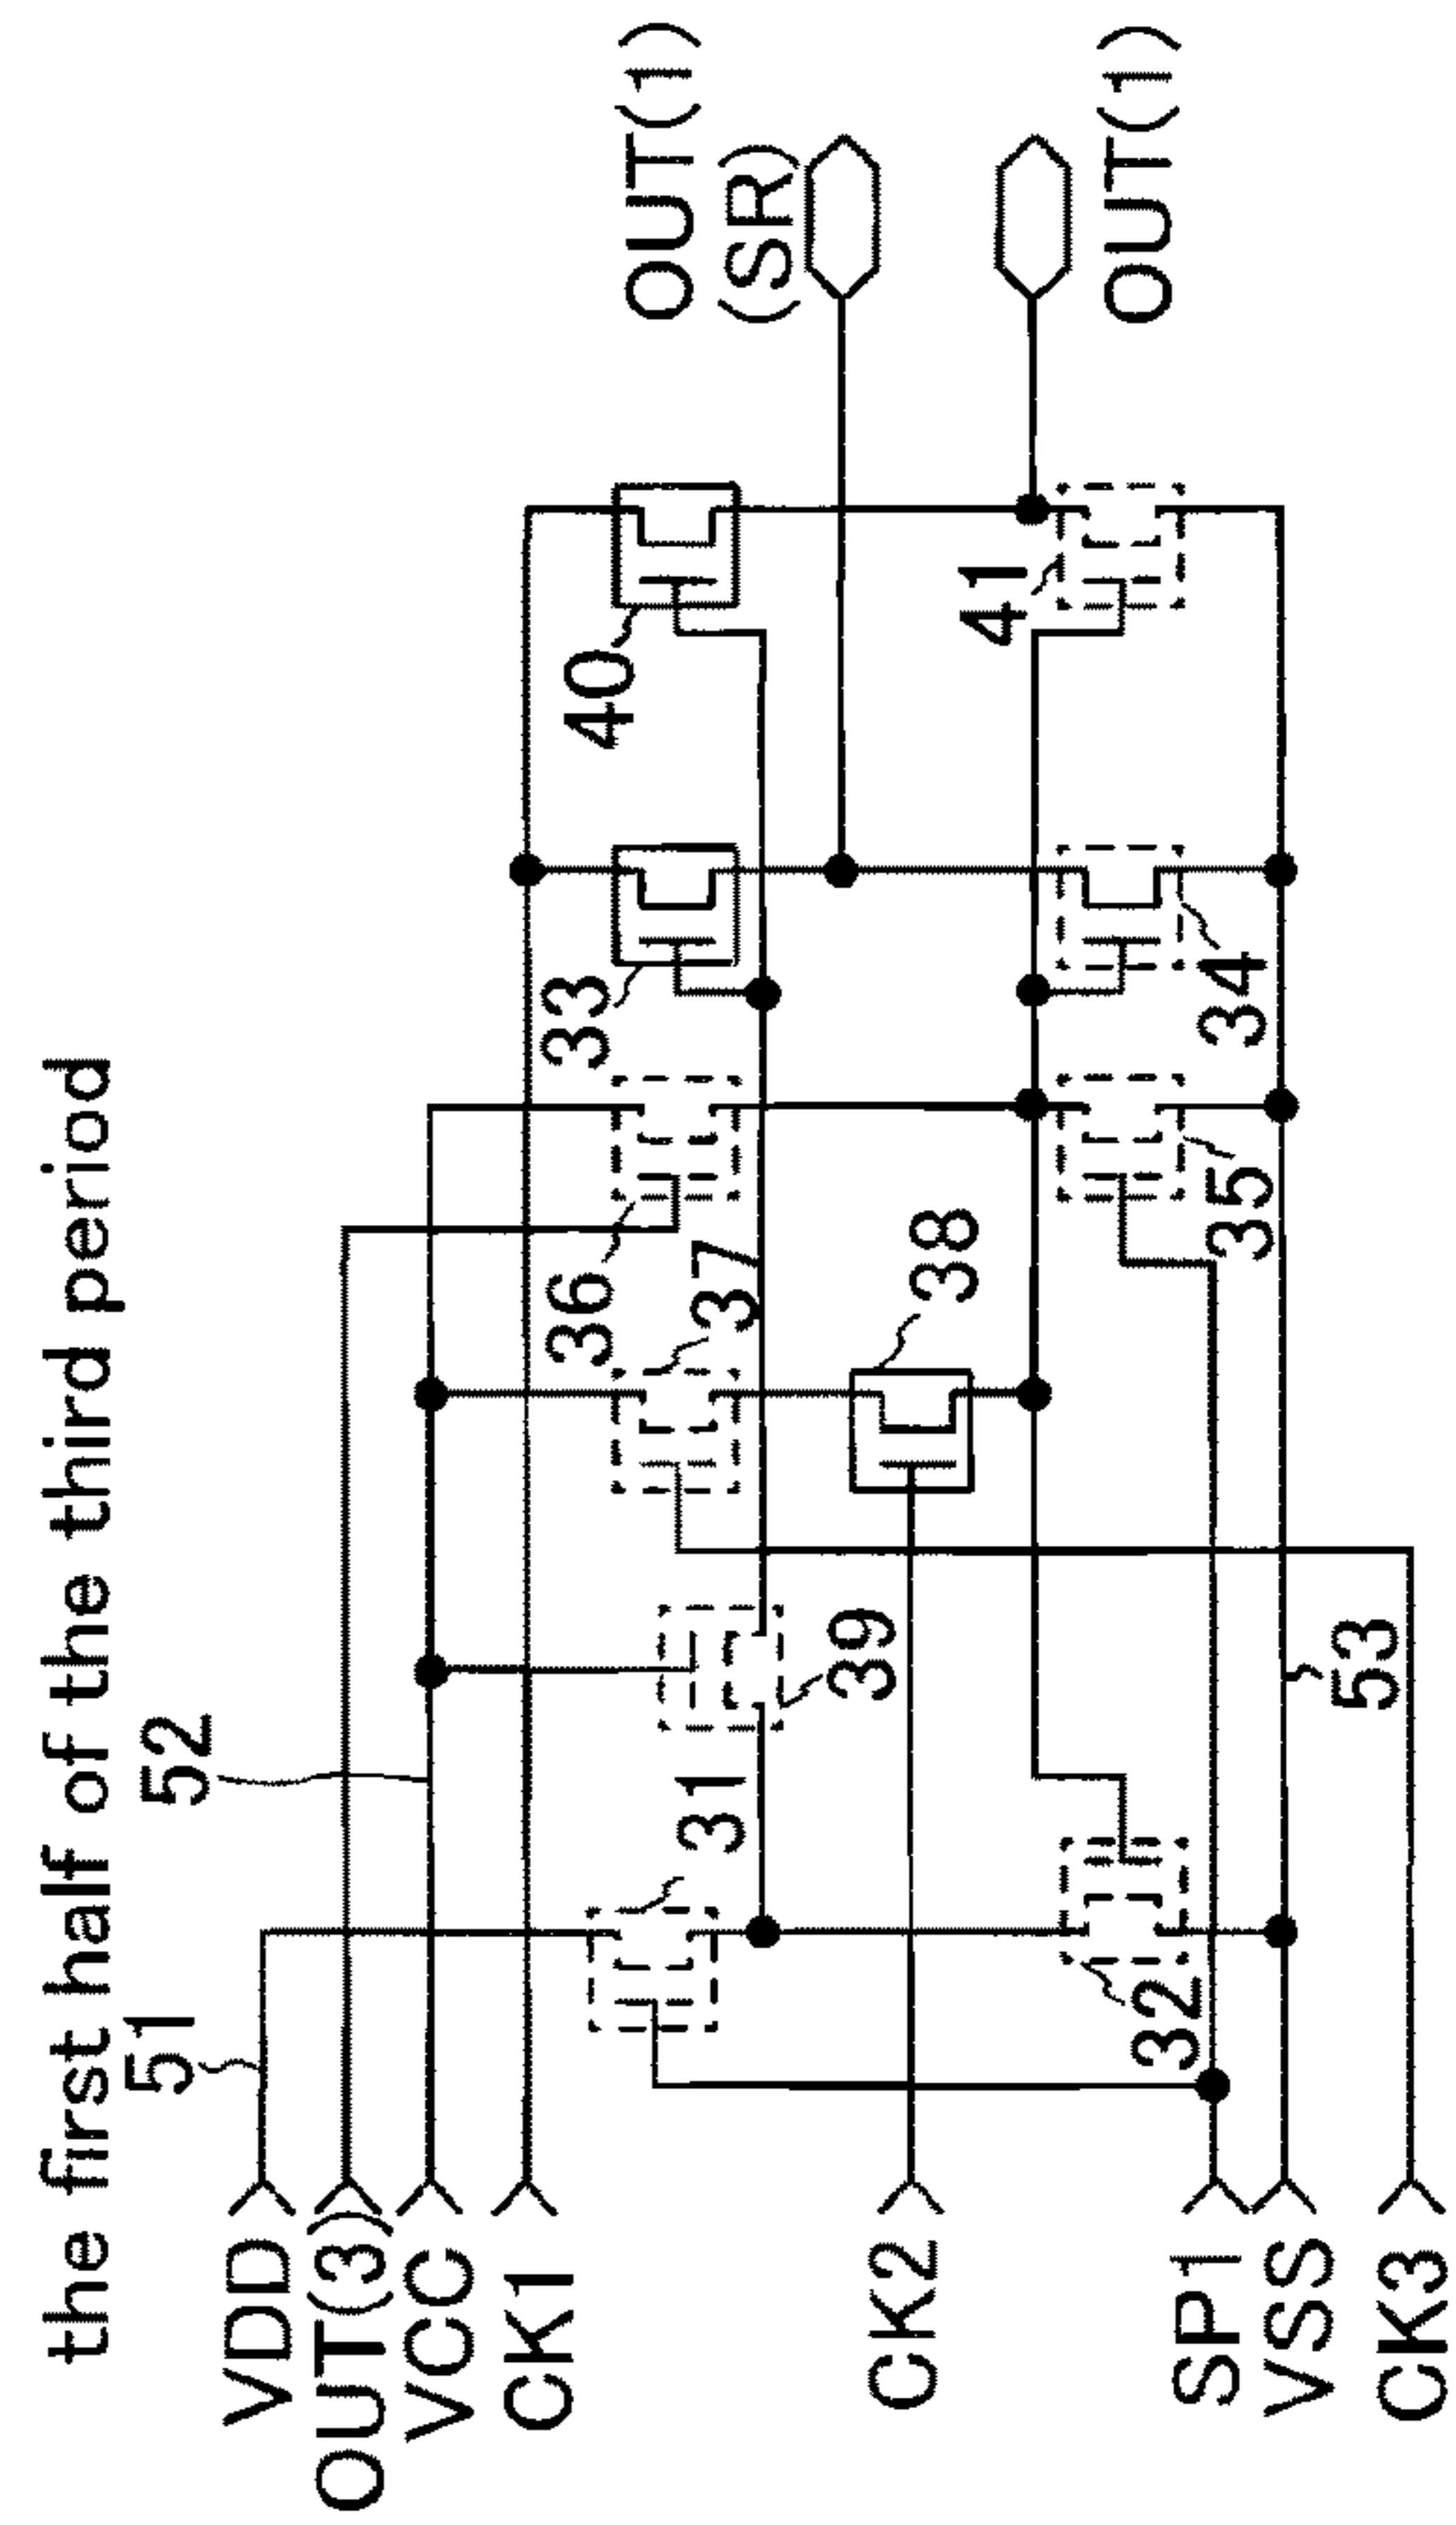 the first half of the third period
51
52
VDD
OUT(3)
VCC
CK1
CK2
SP1
VSS
CK3
31
32
39
53
37
38
36
35
33
34
40
41
OUT(1)
(SR)
OUT(1)